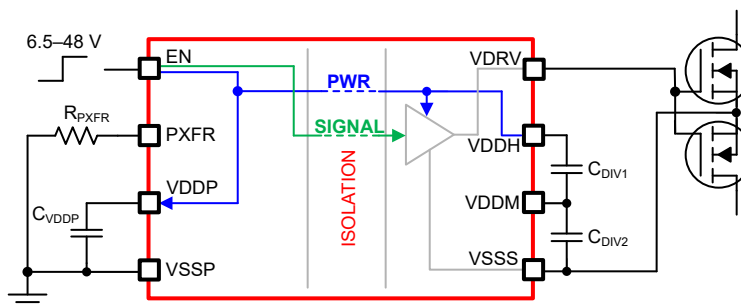 6.5–48 V
EN
VDRV
PWR
RPXFR
PXFR
SIGNAL
VDDH
CDIV1
VDDP
VDDM
CVDDP
CDIV2
VSSP
VSSS
ISOLATION